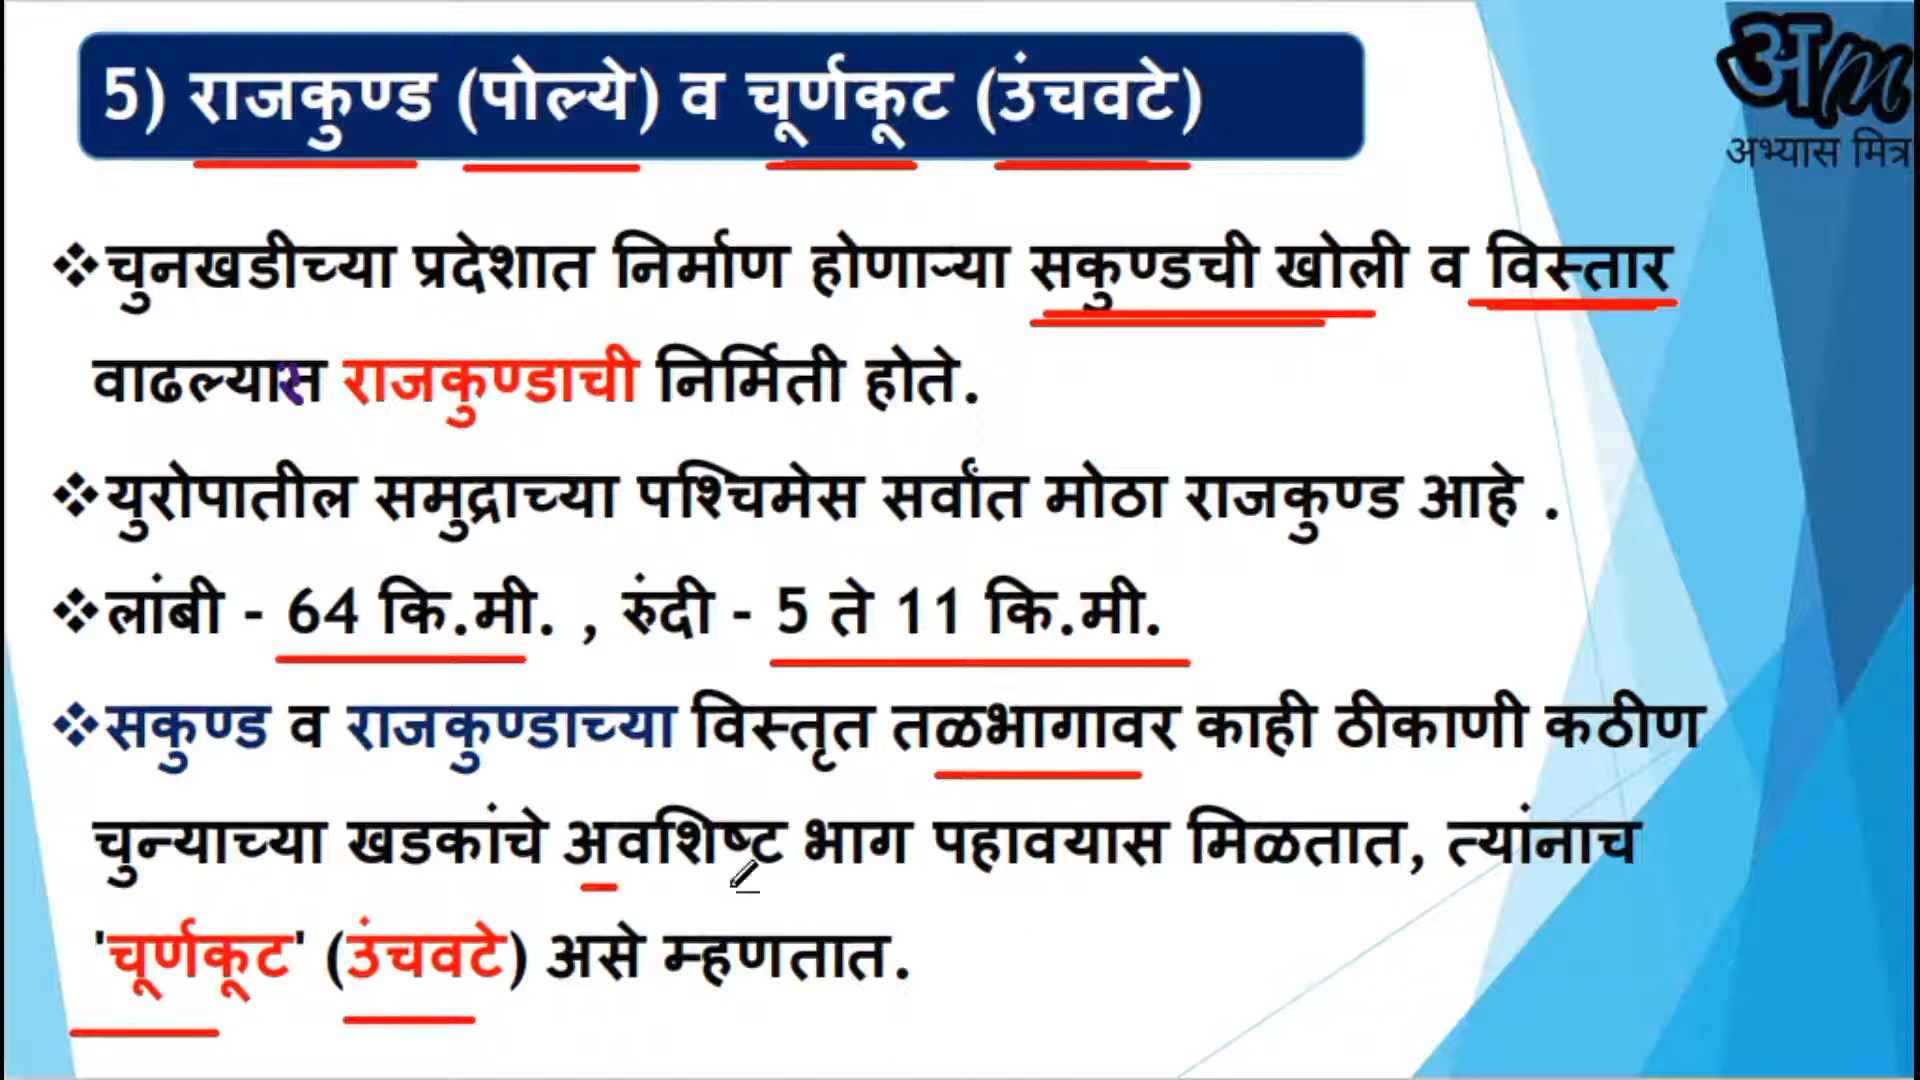 5) राजकुण्ड (पोल्ये) व चूर्णकूट (उंचवटे)
अm
अभ्यास मित्र
❖चुनखडीच्या प्रदेशात निर्माण होणाऱ्या सकुण्डची खोली व विस्तार
वाढल्यास राजकुण्डाची निर्मिती होते.
❖युरोपातील समुद्राच्या पश्चिमेस सर्वांत मोठा राजकुण्ड आहे .
❖लांबी - 64 कि.मी. , रुंदी - 5 ते 11 कि.मी.
❖सकुण्ड व राजकुण्डाच्या विस्तृत तळभागावर काही ठीकाणी कठीण
चुन्याच्या खडकांचे अवशिष्ट भाग पहावयास मिळतात, त्यांनाच
'चूर्णकूट' (उंचवटे) असे म्हणतात.